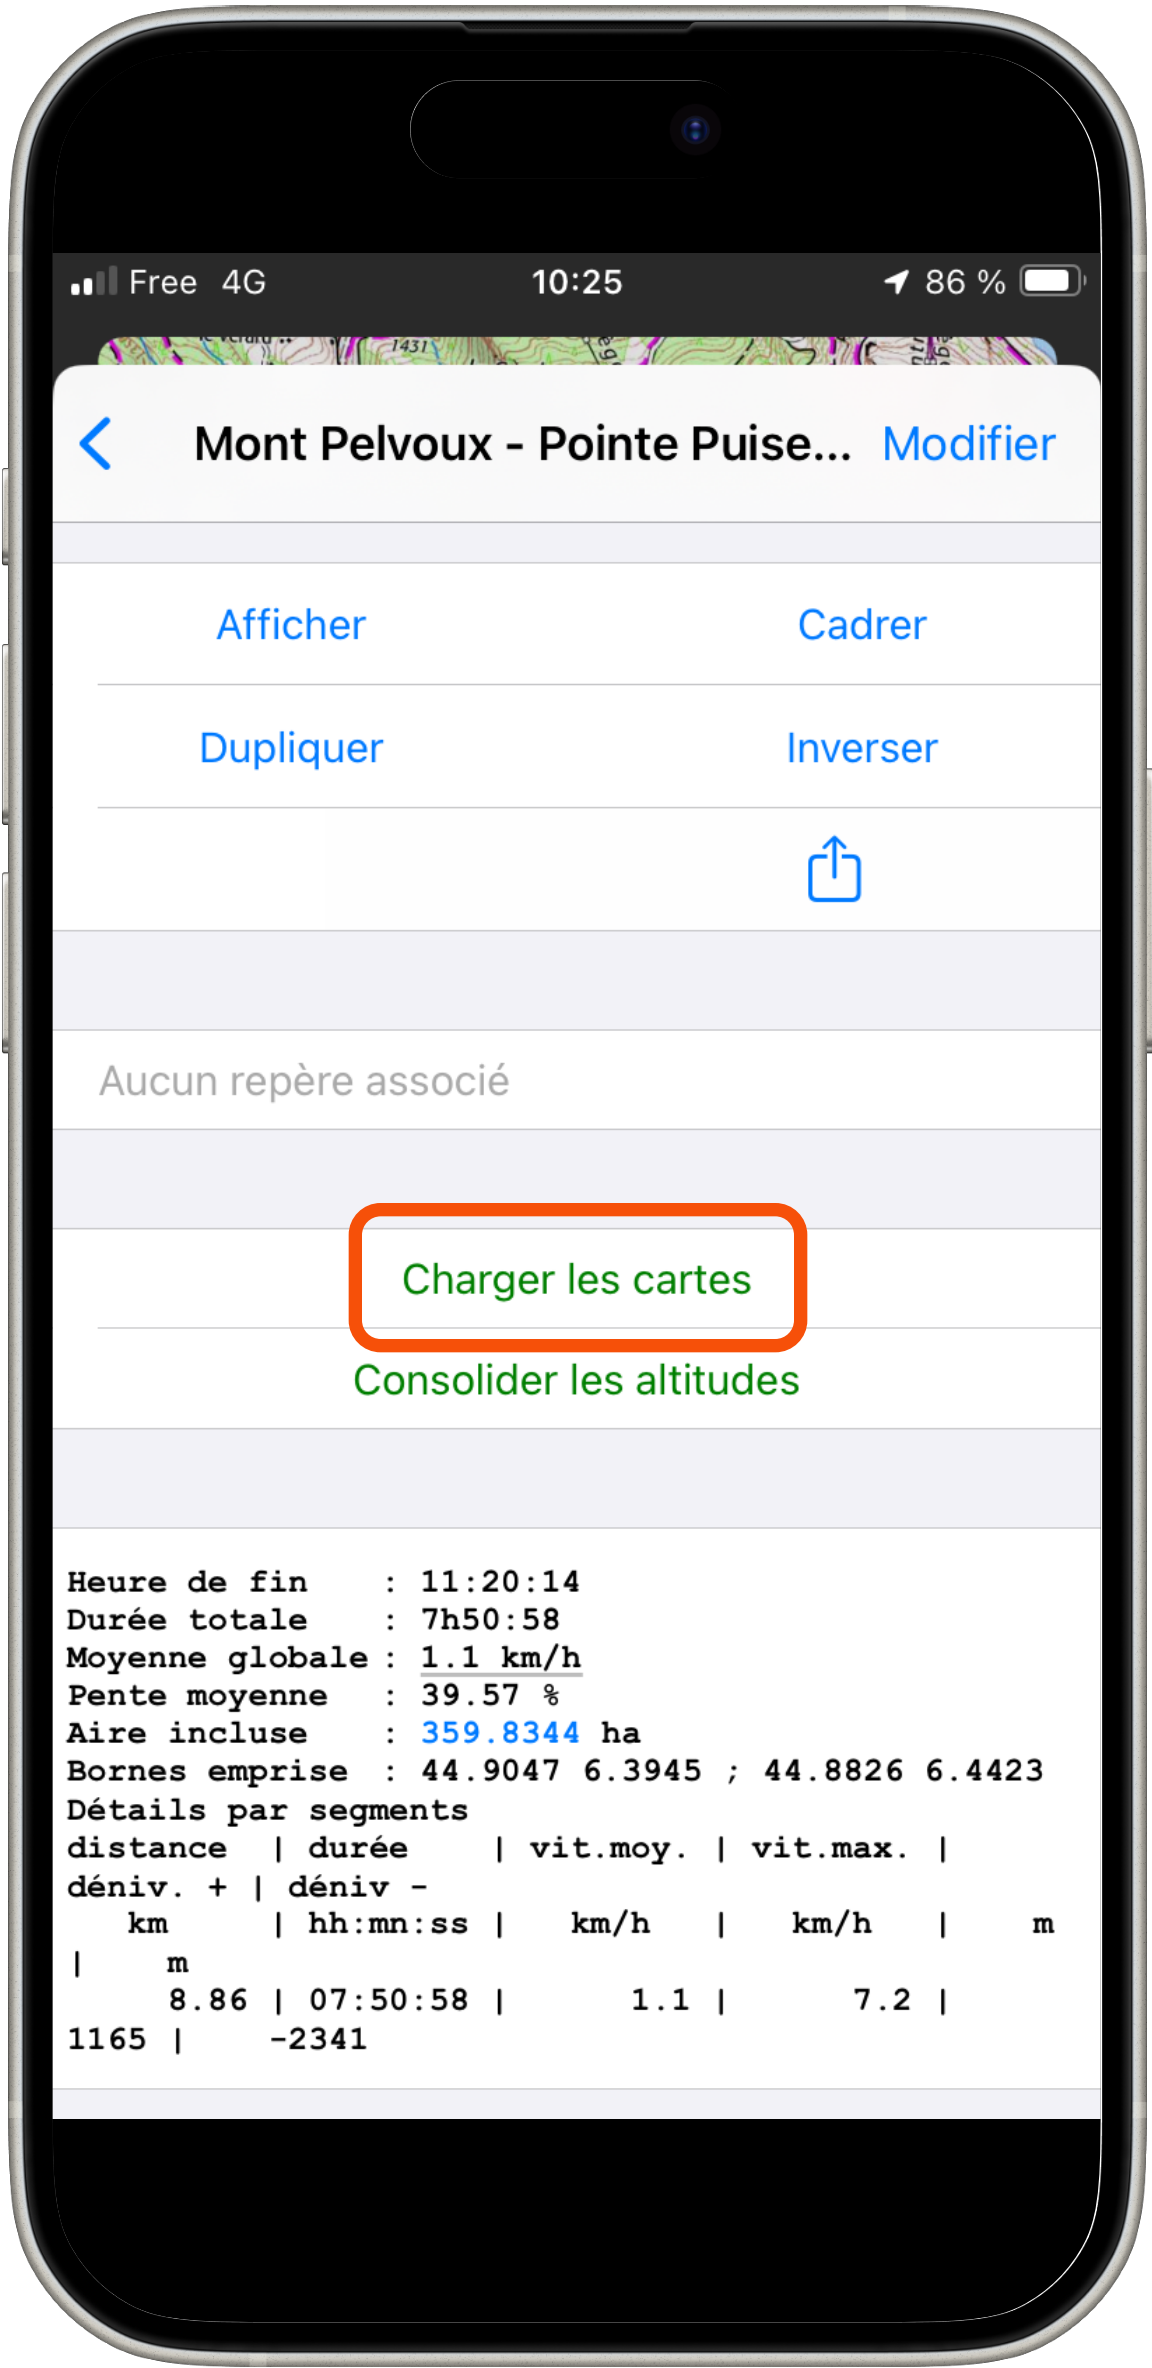 Free 4G 10:25 86 %
1431
Mont Pelvoux - Pointe Puise... Modifier
Afficher Cadrer
Dupliquer Inverser
Aucun repère associé
Charger les cartes
Consolider les altitudes
Heure de fin : 11:20:14
Durée totale : 7h50:58
Moyenne globale : 1.1 km/h
Pente moyenne : 39.57 %
Aire incluse : 359.8344 ha
Bornes emprise : 44.9047 6.3945 ; 44.8826 6.4423
Détails par segments
distance | durée | vit.moy. | vit.max. |
déniv. + | déniv -
km | hh:mn:ss | km/h | km/h | m
| m
8.86 | 07:50:58 | 1.1 | 7.2 |
1165 | -2341